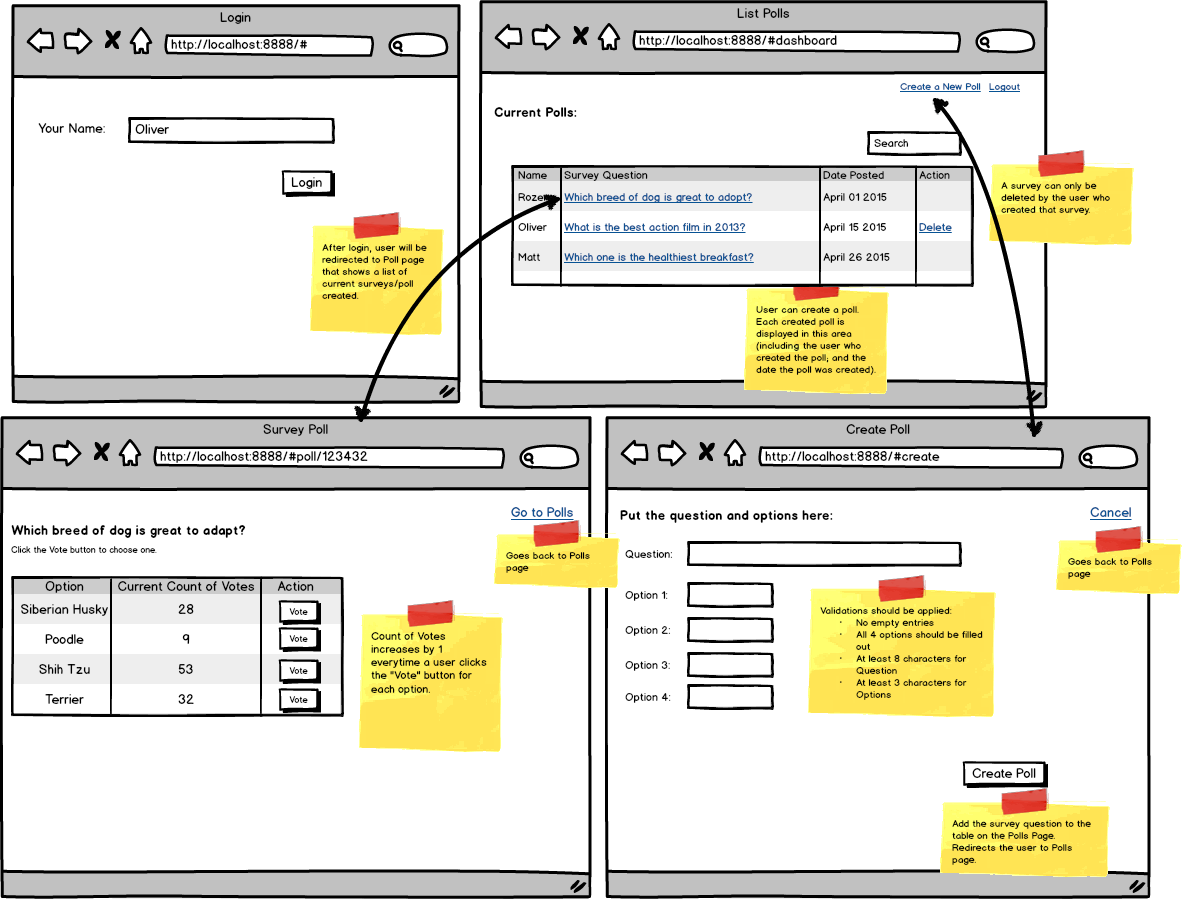 Login
http://localhost:8888/#
Your Name:
Oliver
Login
After login, user will be
redirected to Poll page
that shows a list of
current surveys/poll
created.
List Polls
http://localhost:8888/#dashboard
Create a New Poll Logout
Current Polls:
Search
Name Survey Question Date Posted Action
Roze Which breed of dog is great to adopt? April 01 2015
Oliver What is the best action film in 2013? April 15 2015 Delete
Matt Which one is the healthiest breakfast? April 26 2015
A survey can only be
deleted by the user who
created that survey.
User can create a poll.
Each created poll is
displayed in this area
(including the user who
created the poll; and the
date the poll was created).
Survey Poll
http://localhost:8888/#poll/123432
Go to Polls
Goes back to Polls
page
Which breed of dog is great to adapt?
Click the Vote button to choose one.
Option Current Count of Votes Action
Siberian Husky 28 Vote
Poodle 9 Vote
Shih Tzu 53 Vote
Terrier 32 Vote
Count of Votes
increases by 1
everytime a user clicks
the "Vote" button for
each option.
Create Poll
http://localhost:8888/#create
Cancel
Goes back to Polls
page
Put the question and options here:
Question:
Option 1:
Option 2:
Option 3:
Option 4:
Validations should be applied:
· No empty entries
· All 4 options should be filled
out
· At least 8 characters for
Question
· At least 3 characters for
Options
Create Poll
Add the survey question to the
table on the Polls Page.
Redirects the user to Polls
page.